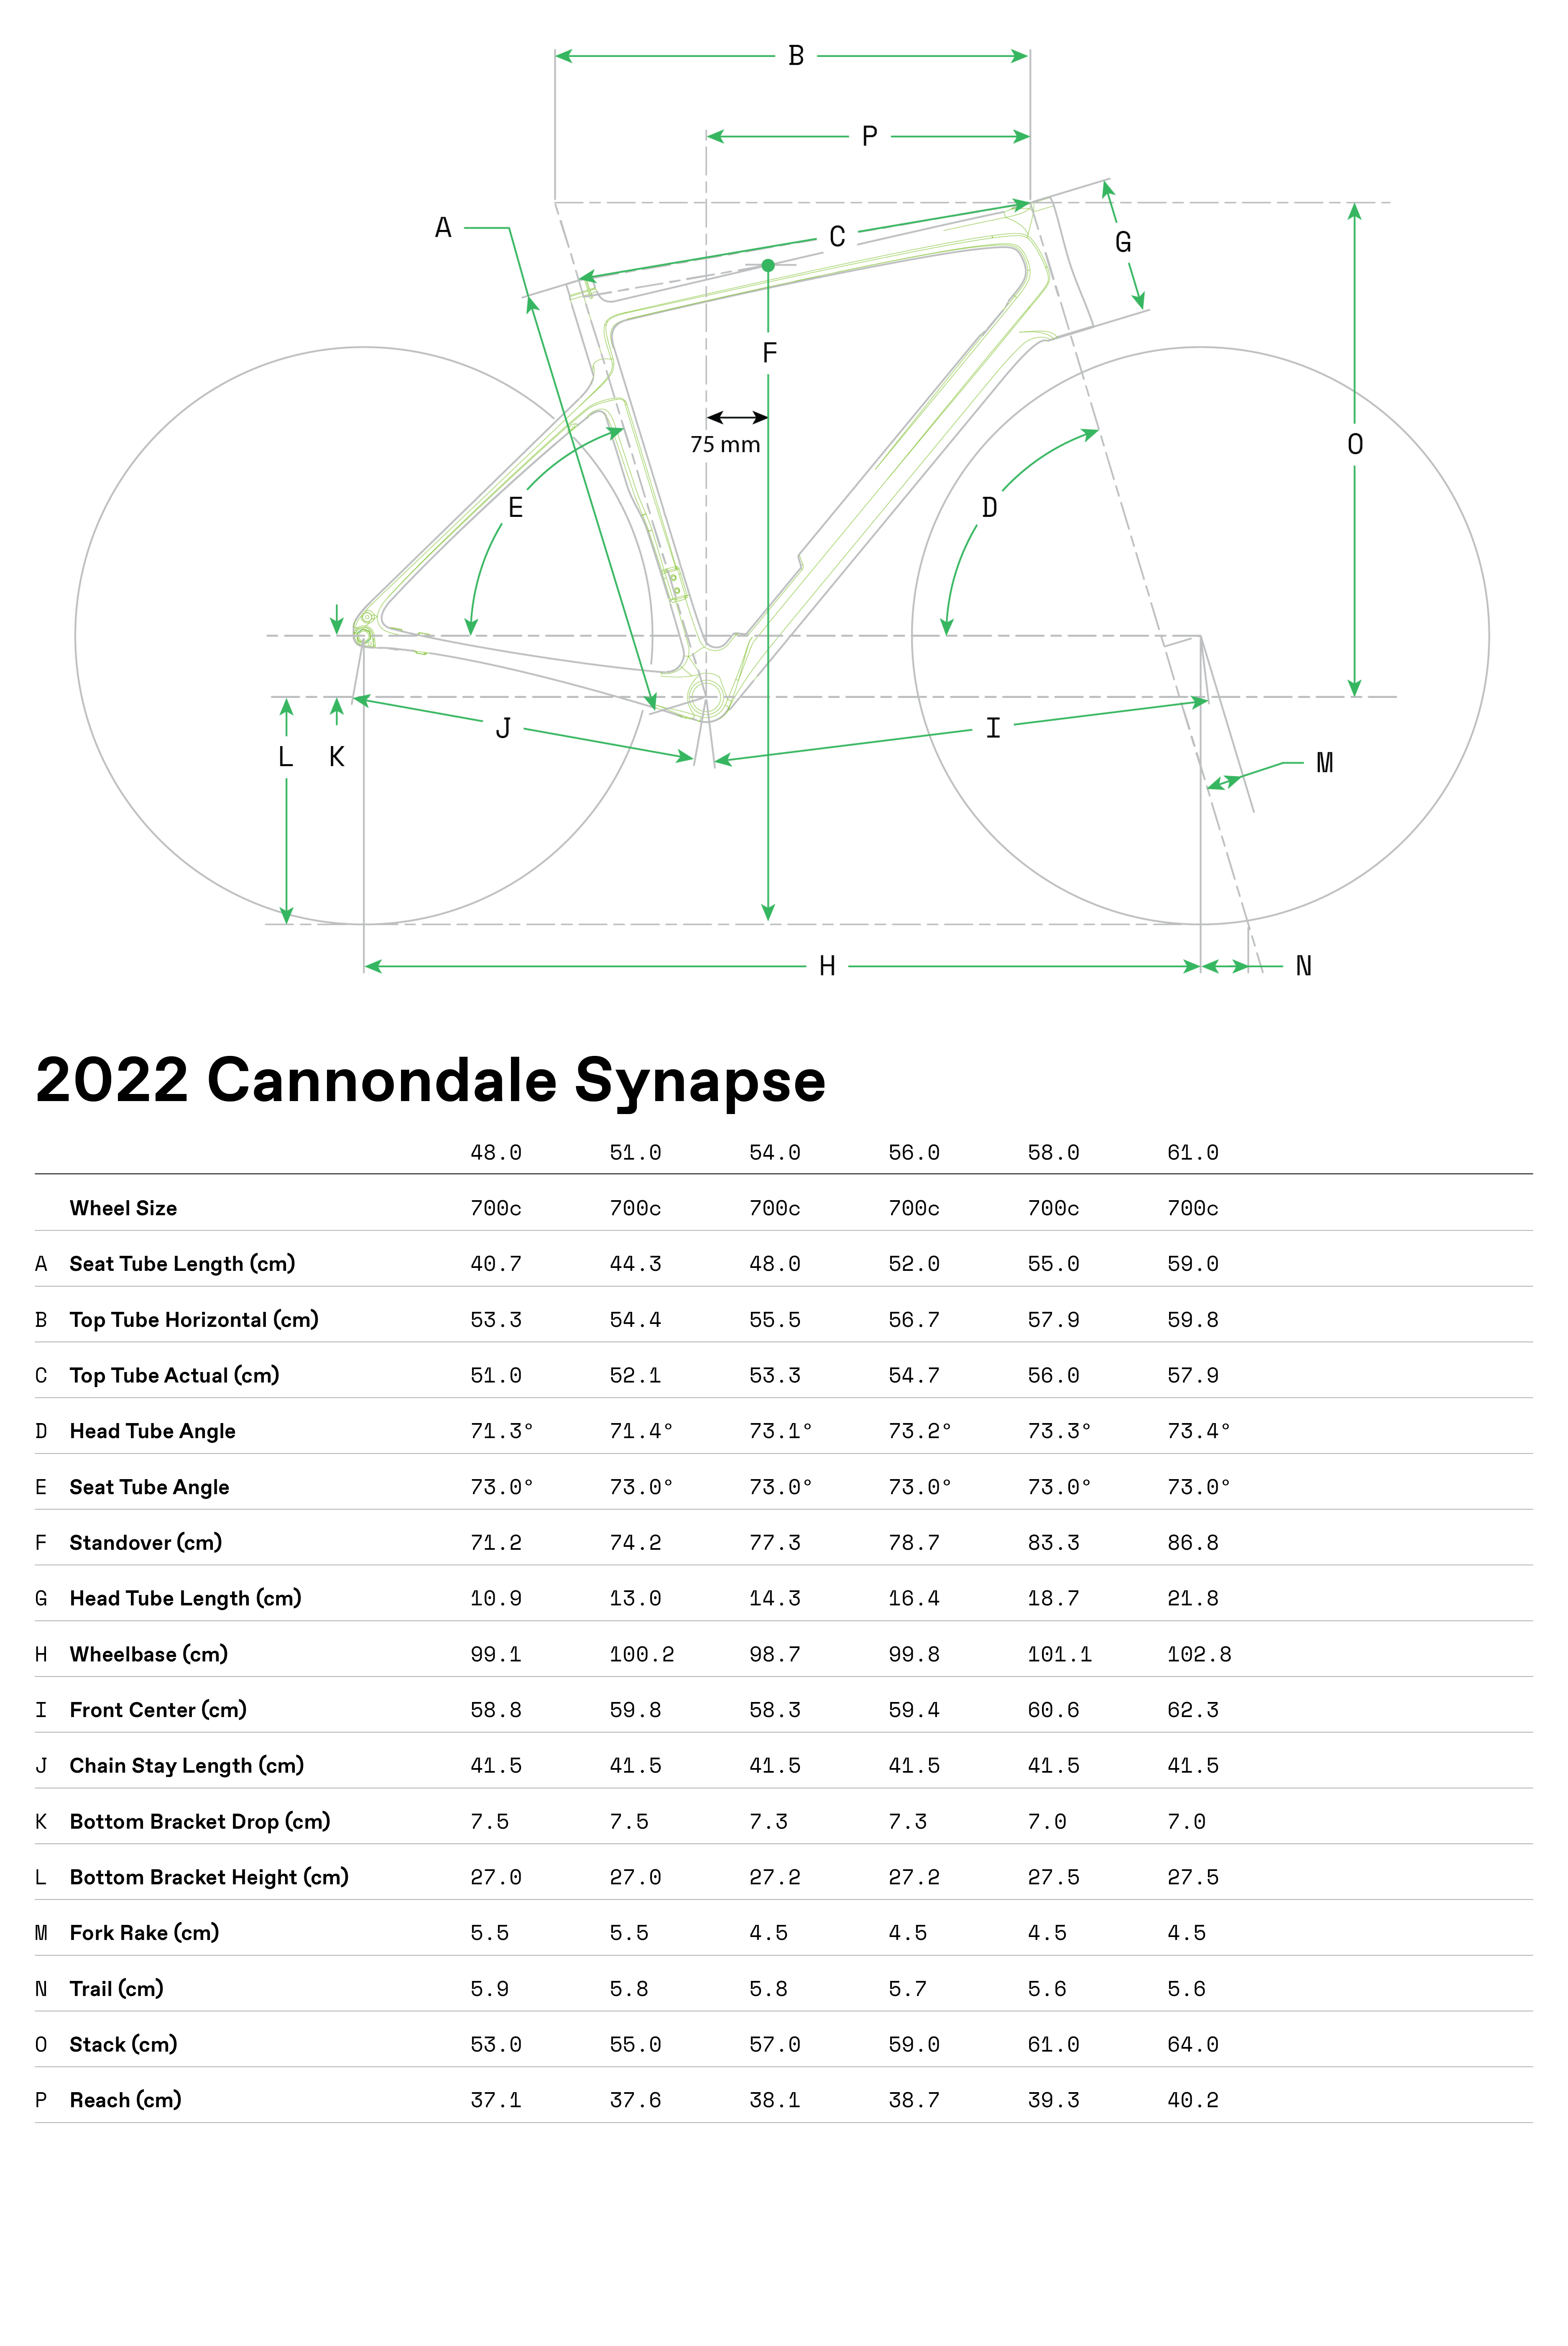 B
P
A
C
G
F
O
75 mm
E
D
J
I
L
K
M
H
N
2022 Cannondale Synapse
48.0 51.0 54.0 56.0 58.0 61.0
Wheel Size 700c 700c 700c 700c 700c 700c
A Seat Tube Length (cm) 40.7 44.3 48.0 52.0 55.0 59.0
B Top Tube Horizontal (cm) 53.3 54.4 55.5 56.7 57.9 59.8
C Top Tube Actual (cm) 51.0 52.1 53.3 54.7 56.0 57.9
D Head Tube Angle 71.3° 71.4° 73.1° 73.2° 73.3° 73.4°
E Seat Tube Angle 73.0° 73.0° 73.0° 73.0° 73.0° 73.0°
F Standover (cm) 71.2 74.2 77.3 78.7 83.3 86.8
G Head Tube Length (cm) 10.9 13.0 14.3 16.4 18.7 21.8
H Wheelbase (cm) 99.1 100.2 98.7 99.8 101.1 102.8
I Front Center (cm) 58.8 59.8 58.3 59.4 60.6 62.3
J Chain Stay Length (cm) 41.5 41.5 41.5 41.5 41.5 41.5
K Bottom Bracket Drop (cm) 7.5 7.5 7.3 7.3 7.0 7.0
L Bottom Bracket Height (cm) 27.0 27.0 27.2 27.2 27.5 27.5
M Fork Rake (cm) 5.5 5.5 4.5 4.5 4.5 4.5
N Trail (cm) 5.9 5.8 5.8 5.7 5.6 5.6
O Stack (cm) 53.0 55.0 57.0 59.0 61.0 64.0
P Reach (cm) 37.1 37.6 38.1 38.7 39.3 40.2